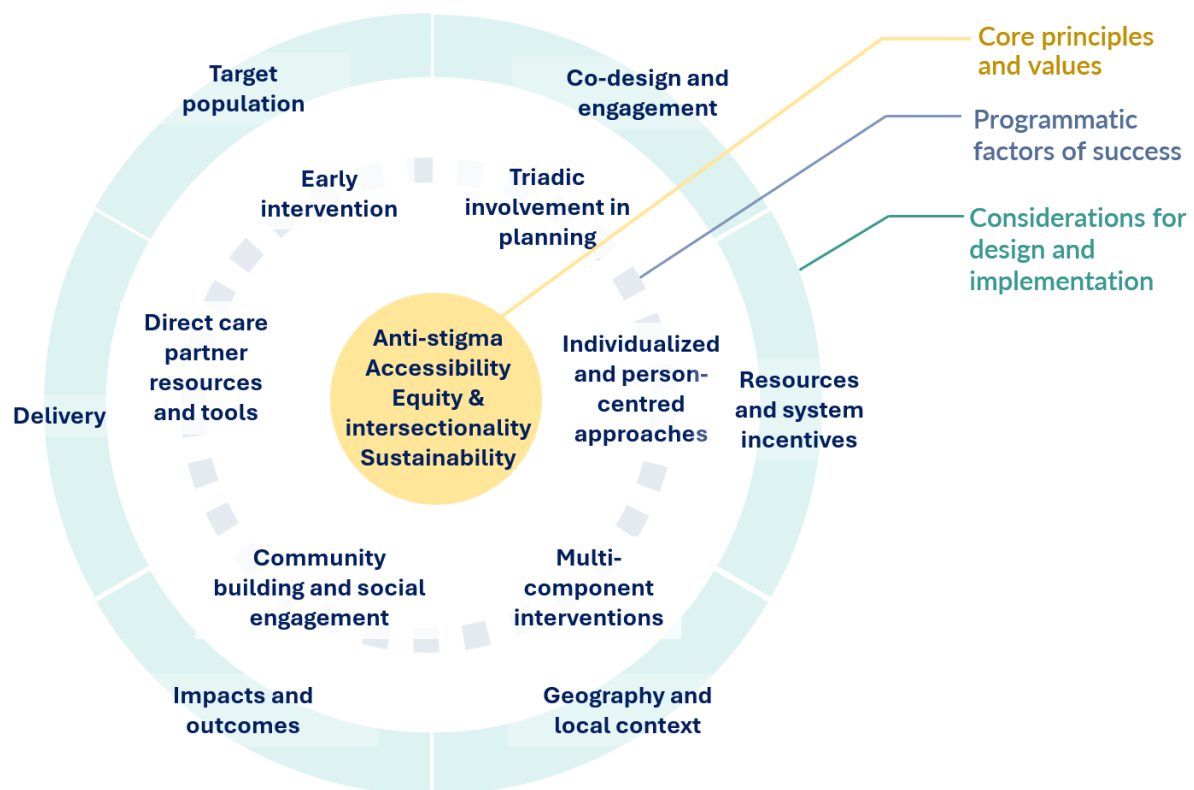 Core principles
and values
Programmatic
factors of success
Considerations for
design and
implementation
Target
population
Co-design and
engagement
Early
intervention
Triadic
involvement in
planning
Direct care
partner
resources
and tools
Anti-stigma
Accessibility
Equity &
intersectionality
Sustainability
Individualized
and person-
centred
approaches
Resources
and system
incentives
Delivery
Community
building and social
engagement
Multi-
component
interventions
Impacts and
outcomes
Geography and
local context